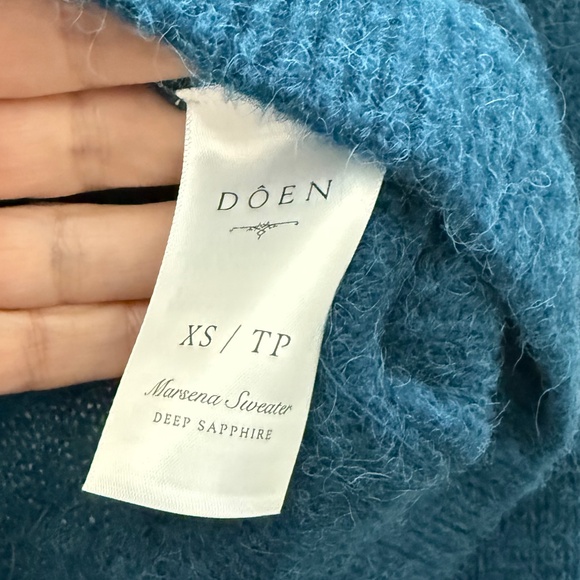 DÔEN
XS / TP
Marsena Sweater
DEEP SAPPHIRE